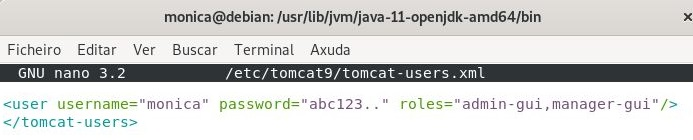 monica@debian: /usr/lib/jvm/java-11-openjdk-amd64/bin
Ficheiro Editar Ver Buscar Terminal Axuda
GNU nano 3.2 /etc/tomcat9/tomcat-users.xml
<user username="monica" password="abc123.." roles="admin-gui,manager-gui"/>
</tomcat-users>